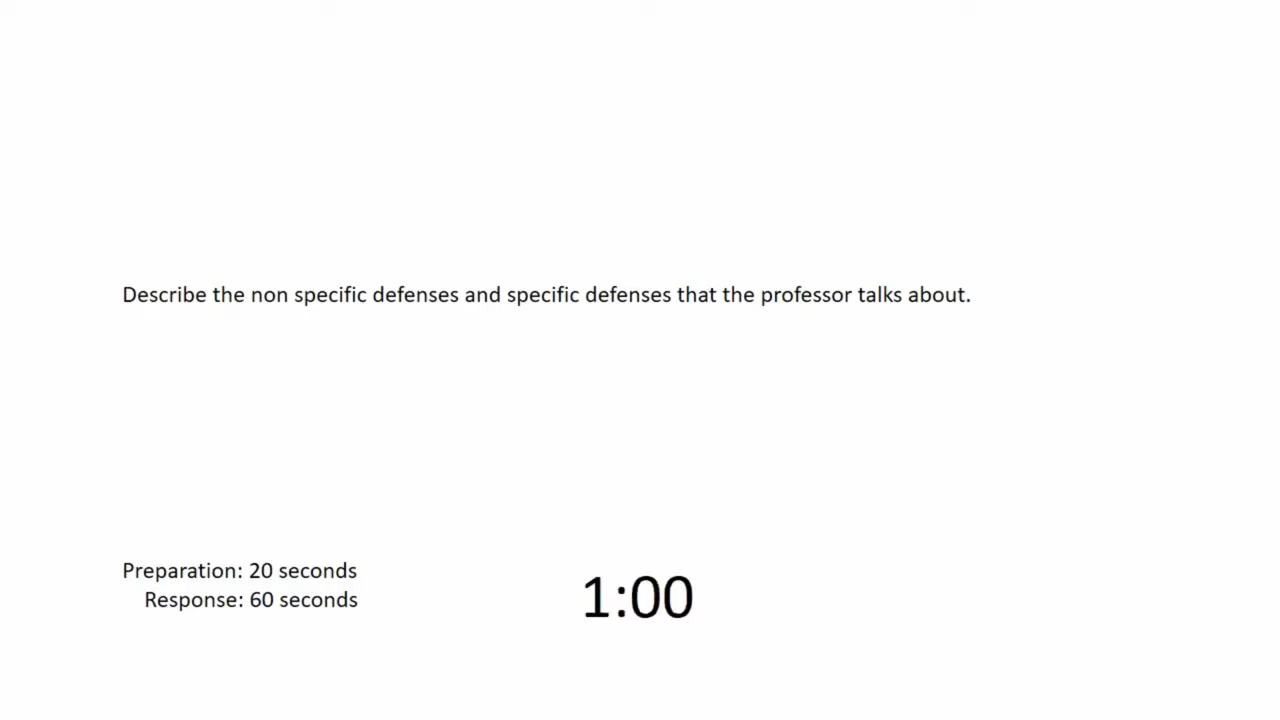 Describe the non specific defenses and specific defenses that the professor talks about.
Preparation: 20 seconds
Response: 60 seconds
1:00